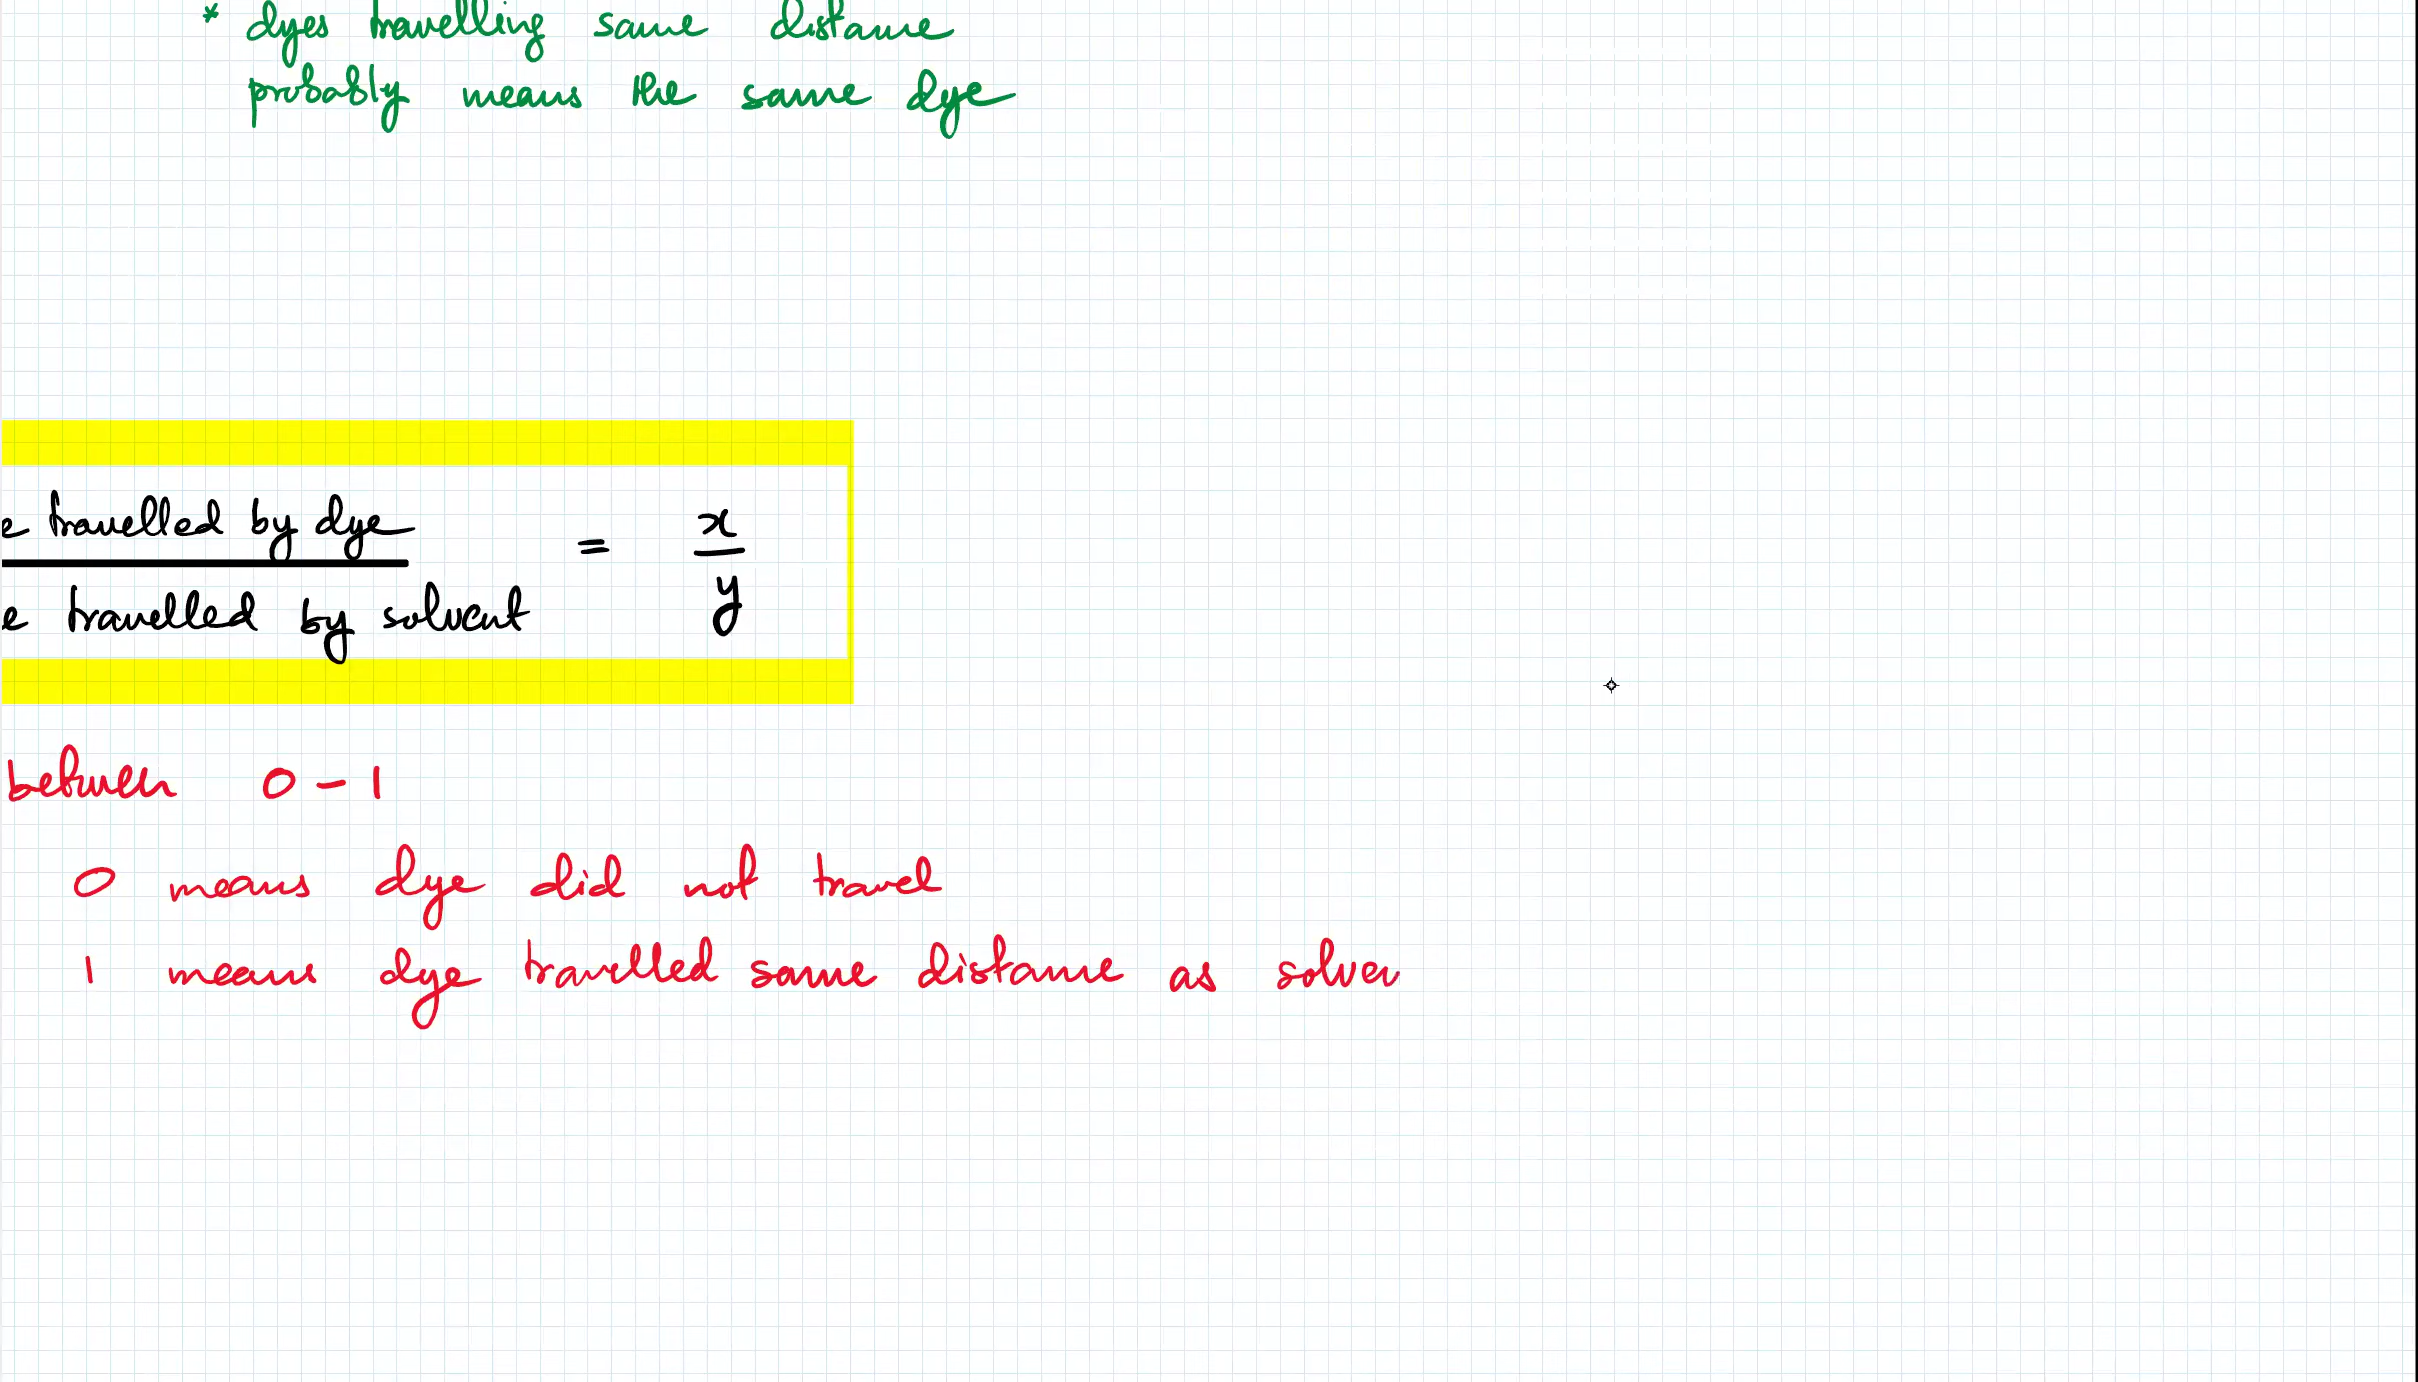 * dyes travelling same distance
probably means the same dye
e travelled by dye = x
e travelled by solvent y
between 0 - 1
0 means dye did not travel
1 means dye travelled same distance as solven